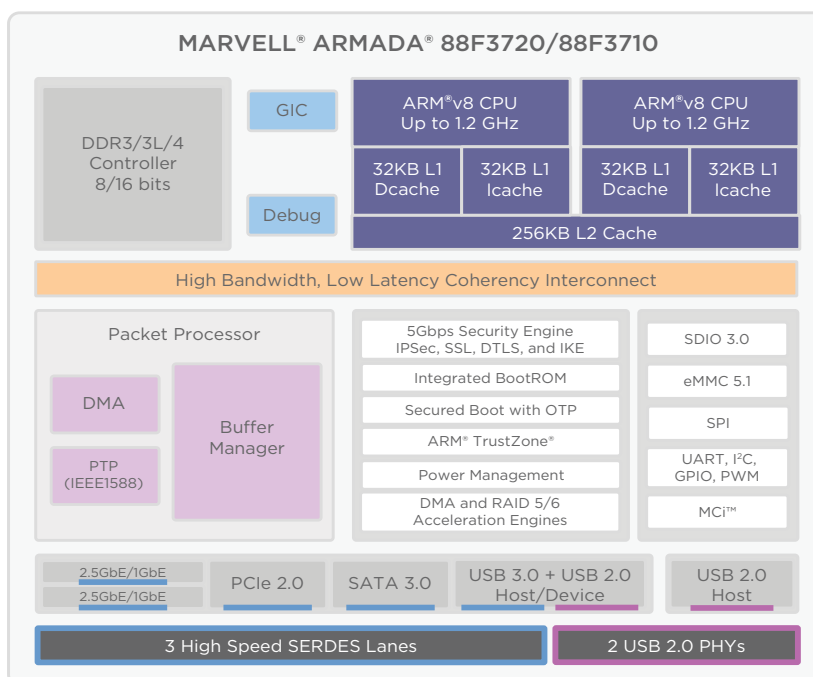 MARVELL® ARMADA® 88F3720/88F3710
DDR3/3L/4
Controller
8/16 bits
GIC
Debug
ARM®v8 CPU
Up to 1.2 GHz
32KB L1
Dcache
32KB L1
Icache
ARM®v8 CPU
Up to 1.2 GHz
32KB L1
Dcache
32KB L1
Icache
256KB L2 Cache
High Bandwidth, Low Latency Coherency Interconnect
Packet Processor
DMA
PTP
(IEEE1588)
Buffer
Manager
5Gbps Security Engine
IPSec, SSL, DTLS, and IKE
Integrated BootROM
Secured Boot with OTP
ARM® TrustZone®
Power Management
DMA and RAID 5/6
Acceleration Engines
SDIO 3.0
eMMC 5.1
SPI
UART, I²C,
GPIO, PWM
MCi™
2.5GbE/1GbE
2.5GbE/1GbE
PCIe 2.0
SATA 3.0
USB 3.0 + USB 2.0
Host/Device
USB 2.0
Host
3 High Speed SERDES Lanes
2 USB 2.0 PHYs